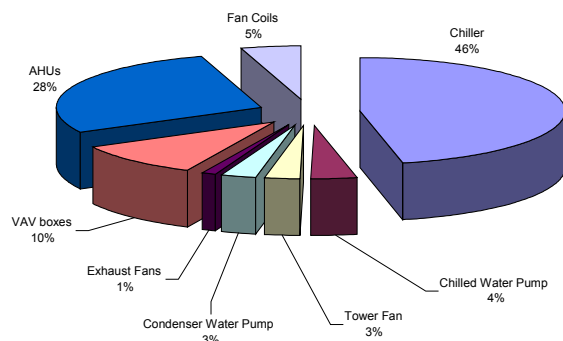 Fan Coils
5%
Chiller
46%
AHUs
28%
VAV boxes
10%
Exhaust Fans
1%
Chilled Water Pump
4%
Tower Fan
3%
Condenser Water Pump
3%